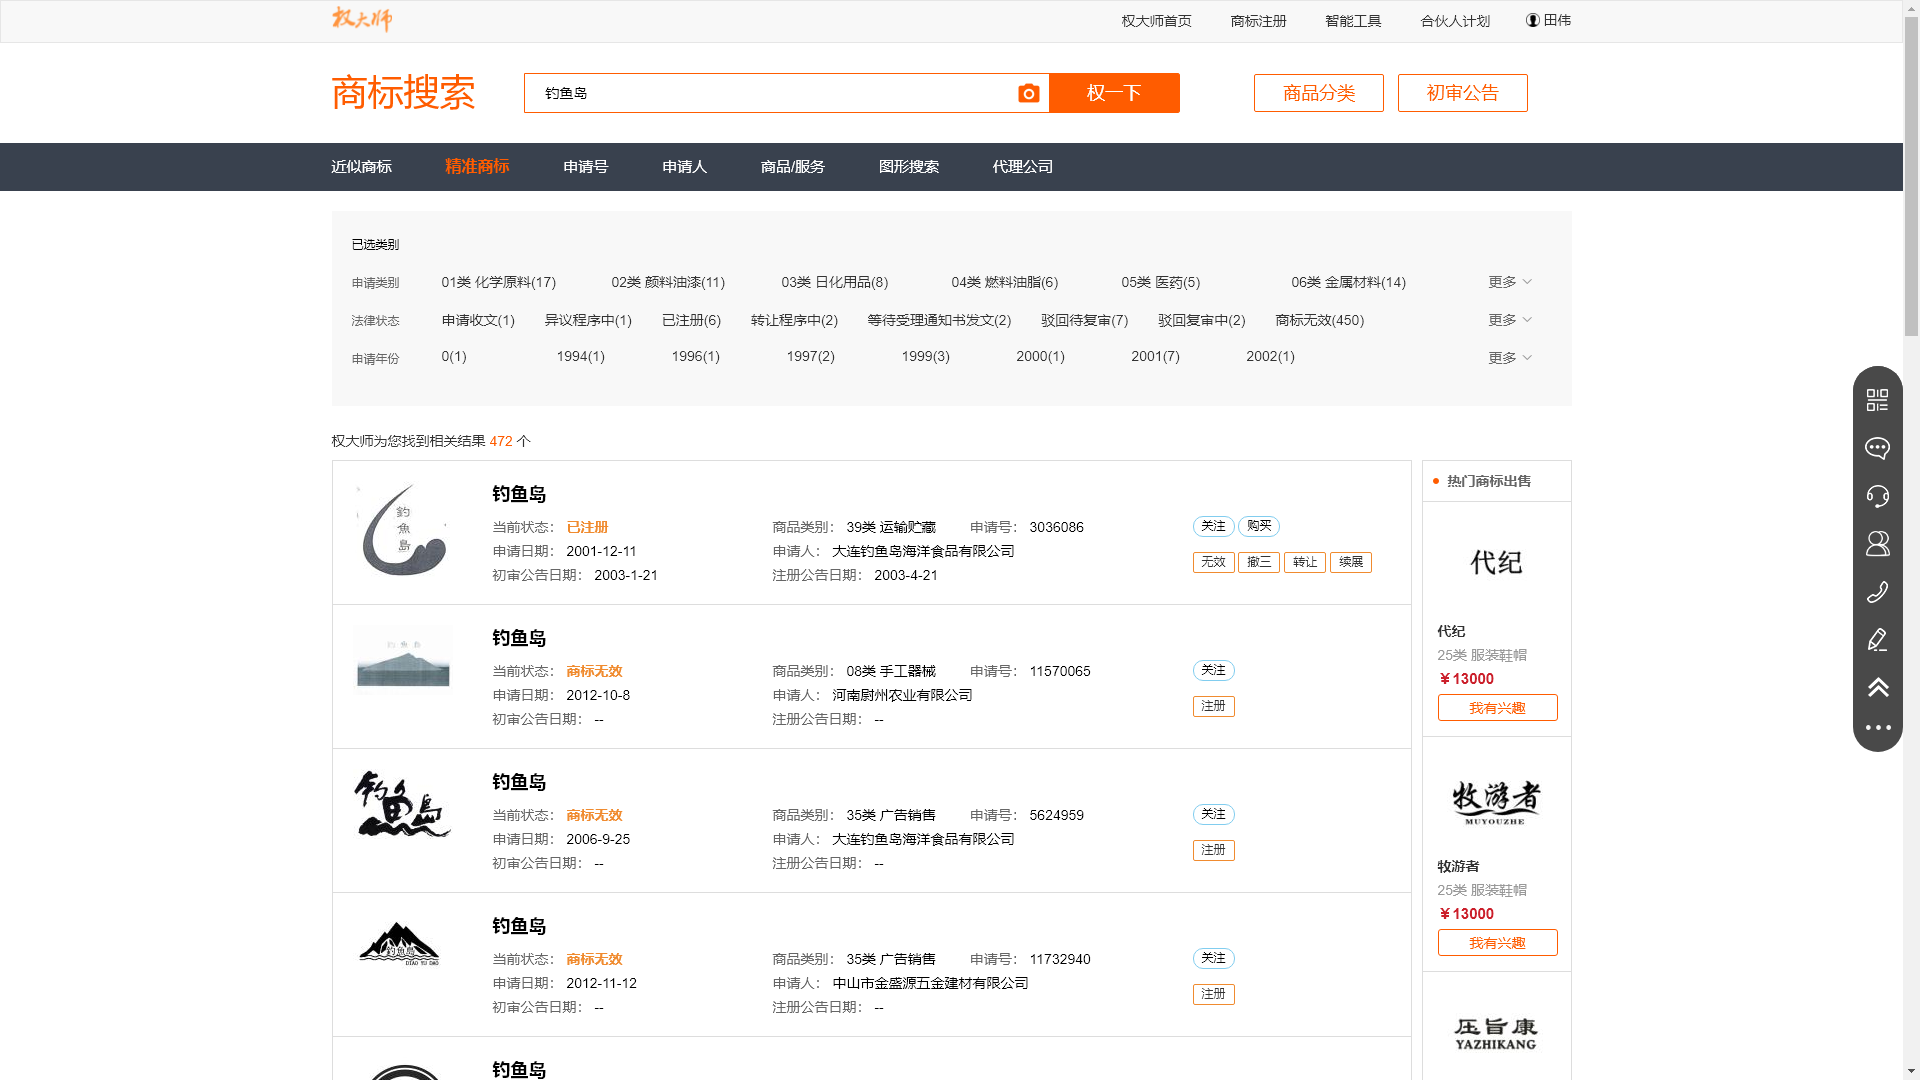 权大师 权大师首页 商标注册 智能工具 合伙人计划 田伟
商标搜索 钓鱼岛 权一下 商品分类 初审公告
近似商标 精准商标 申请号 申请人 商品/服务 图形搜索 代理公司
已选类别
申请类别 01类 化学原料(17) 02类 颜料油漆(11) 03类 日化用品(8) 04类 燃料油脂(6) 05类 医药(5) 06类 金属材料(14) 更多
法律状态 申请收文(1) 异议程序中(1) 已注册(6) 转让程序中(2) 等待受理通知书发文(2) 驳回待复审(7) 驳回复审中(2) 商标无效(450) 更多
申请年份 0(1) 1994(1) 1996(1) 1997(2) 1999(3) 2000(1) 2001(7) 2002(1) 更多
权大师为您找到相关结果 472 个
钓魚島
钓鱼岛
当前状态： 已注册 商品类别： 39类 运输贮藏 申请号： 3036086 关注 购买
申请日期： 2001-12-11 申请人： 大连钓鱼岛海洋食品有限公司 无效 撤三 转让 续展
初审公告日期： 2003-1-21 注册公告日期： 2003-4-21
钓鱼岛
当前状态： 商标无效 商品类别： 08类 手工器械 申请号： 11570065 关注
申请日期： 2012-10-8 申请人： 河南尉州农业有限公司 注册
初审公告日期： -- 注册公告日期： --
钓鱼岛
钓鱼岛
当前状态： 商标无效 商品类别： 35类 广告销售 申请号： 5624959 关注
申请日期： 2006-9-25 申请人： 大连钓鱼岛海洋食品有限公司 注册
初审公告日期： -- 注册公告日期： --
钓魚島
DIAO YU DAO
钓鱼岛
当前状态： 商标无效 商品类别： 35类 广告销售 申请号： 11732940 关注
申请日期： 2012-11-12 申请人： 中山市金盛源五金建材有限公司 注册
初审公告日期： -- 注册公告日期： --
钓鱼岛
热门商标出售
代纪
代纪
25类 服装鞋帽
￥13000
我有兴趣
牧游者
MUYOUZHE
牧游者
25类 服装鞋帽
￥13000
我有兴趣
压旨康
YAZHIKANG